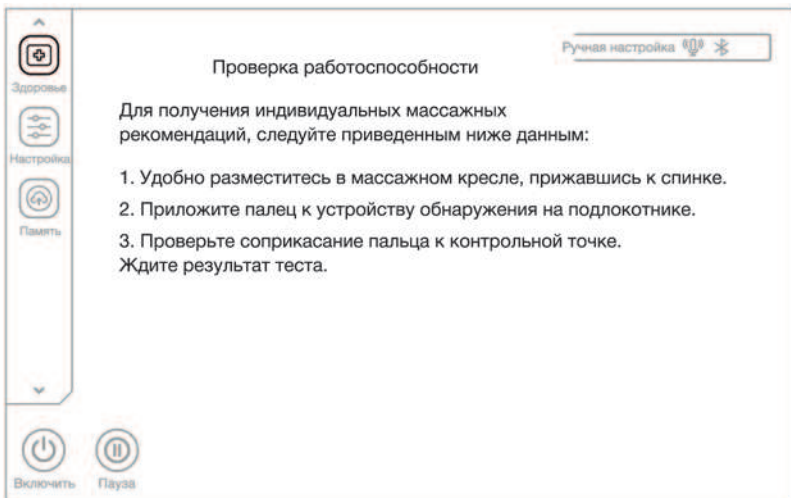 Ручная настройка
Проверка работоспособности
Здоровье
Для получения индивидуальных массажных
рекомендаций, следуйте приведенным ниже данным:
Настройка
1. Удобно разместитесь в массажном кресле, прижавшись к спинке.
2. Приложите палец к устройству обнаружения на подлокотнике.
Память
3. Проверьте соприкасание пальца к контрольной точке.
Ждите результат теста.
Включить
Пауза